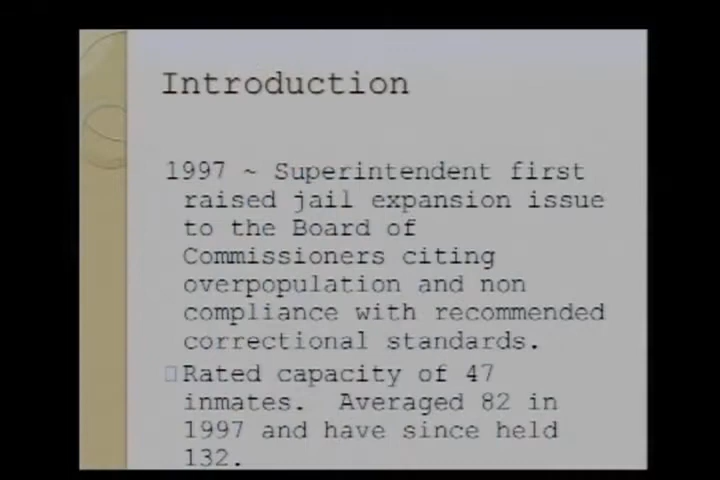 Introduction
1997 ~ Superintendent first
raised jail expansion issue
to the Board of
Commissioners citing
overpopulation and non
compliance with recommended
correctional standards.
Rated capacity of 47
inmates. Averaged 82 in
1997 and have since held
132.